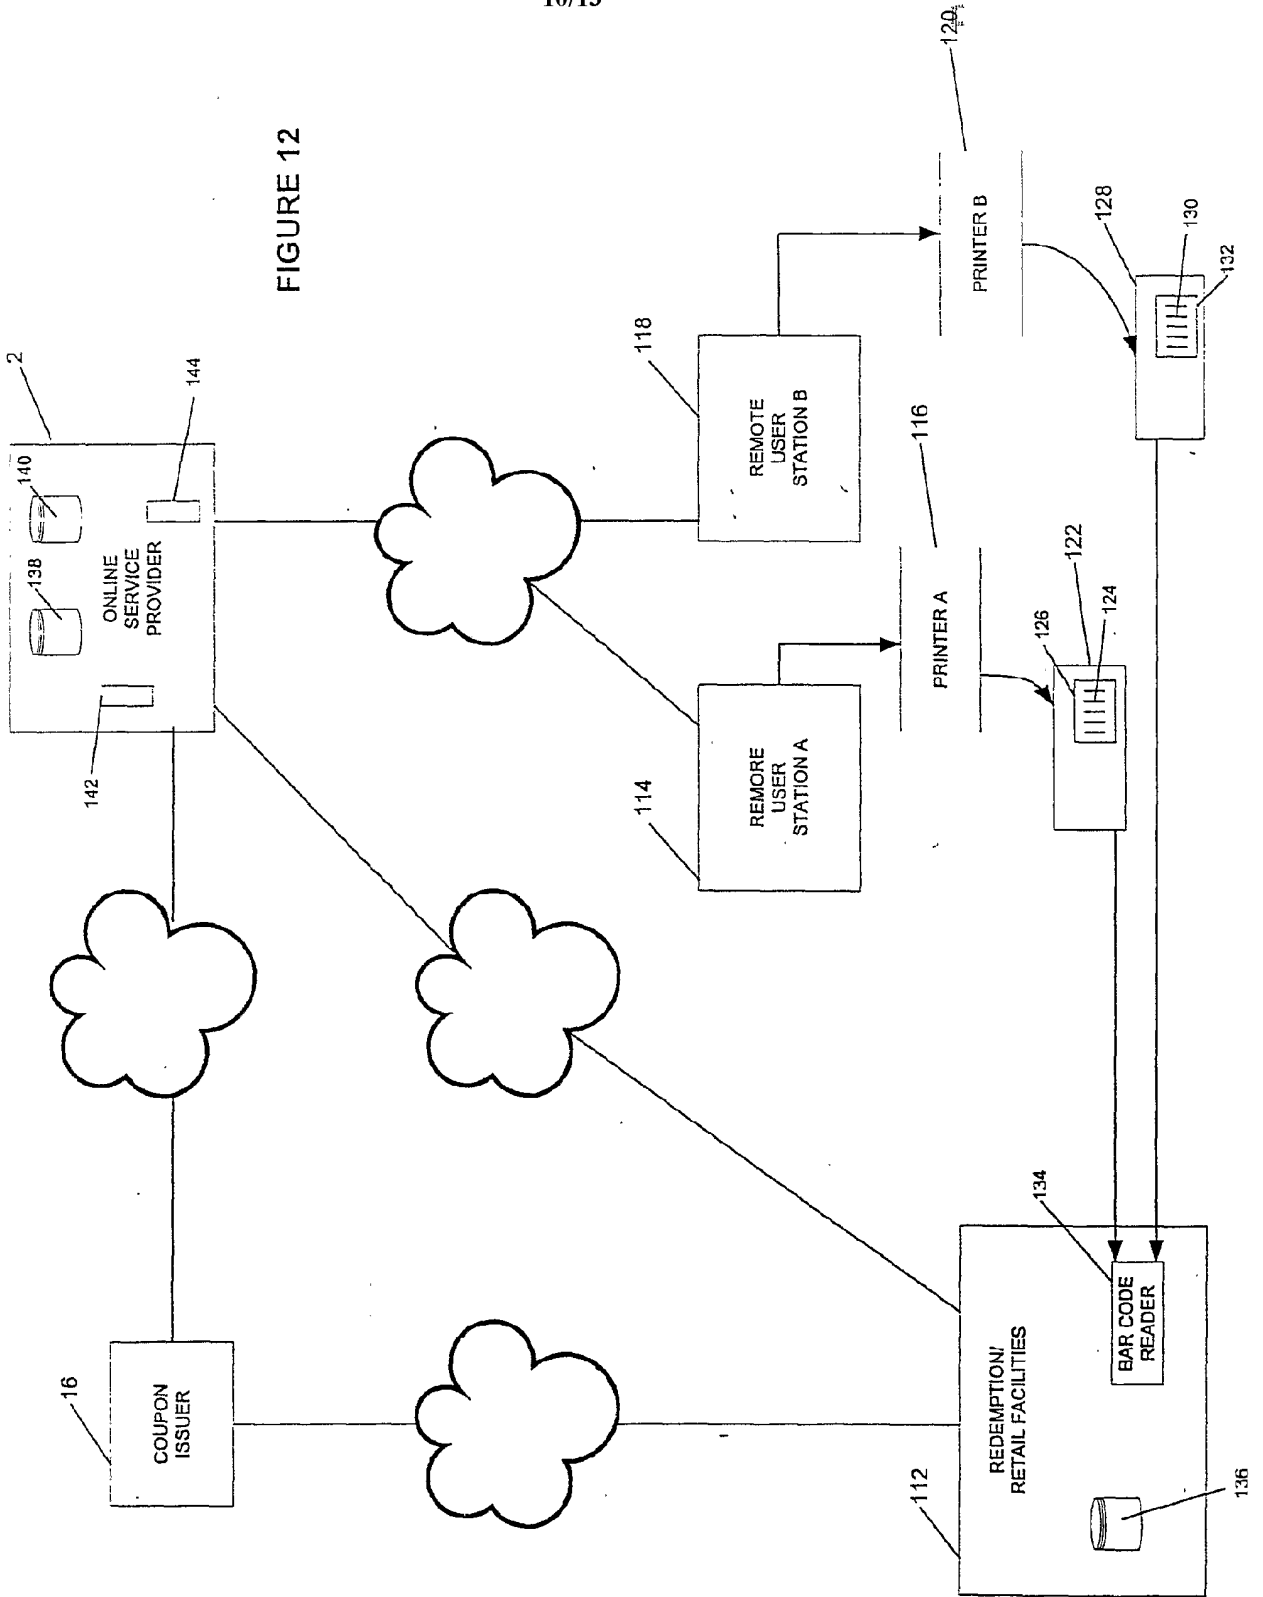 10/13
FIGURE 12
2
140
138
144
142
ONLINE
SERVICE
PROVIDER
16
COUPON
ISSUER
118
REMOTE
USER
STATION B
120
PRINTER B
128
130
132
114
REMORE
USER
STATION A
116
PRINTER A
122
124
126
112
REDEMPTION/
RETAIL FACILITIES
134
BAR CODE
READER
136